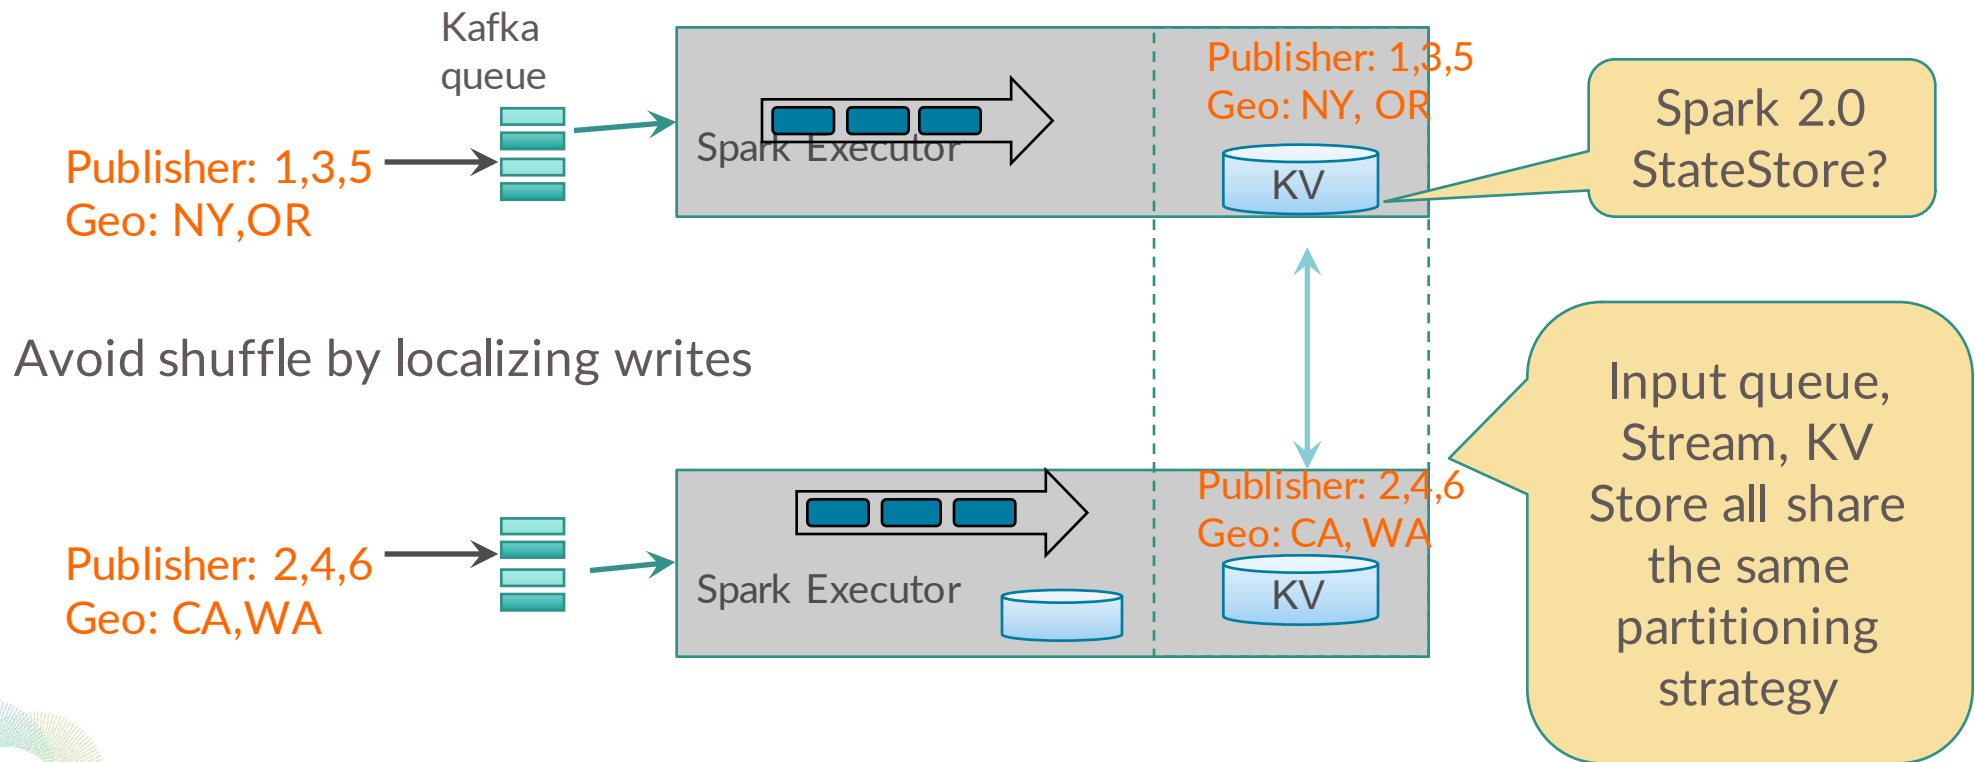 Kafka
queue
Publisher: 1,3,5
Geo: NY,OR
Spark Executor
Publisher: 1,3,5
Geo: NY, OR
KV
Spark 2.0
StateStore?
Avoid shuffle by localizing writes
Publisher: 2,4,6
Geo: CA,WA
Spark Executor
Publisher: 2,4,6
Geo: CA, WA
KV
Input queue,
Stream, KV
Store all share
the same
partitioning
strategy